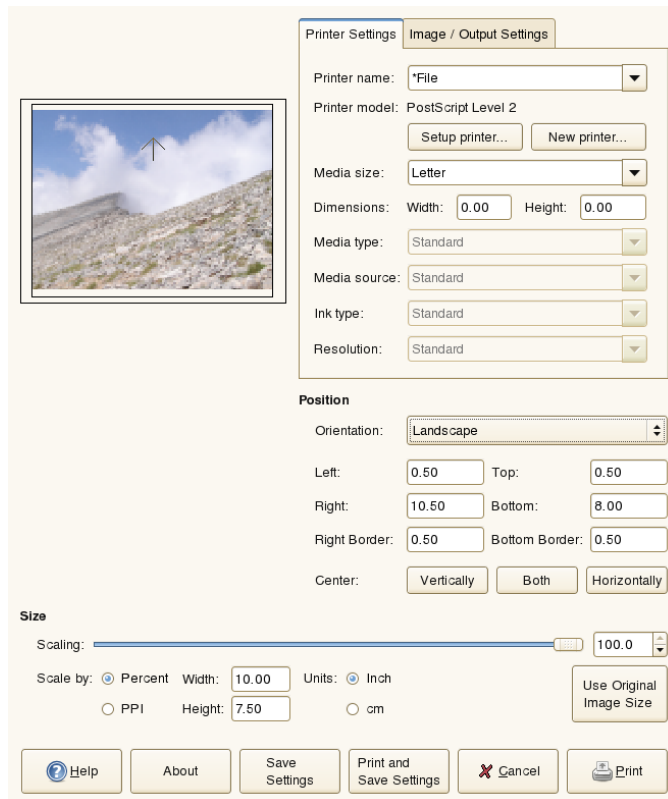 Printer Settings Image / Output Settings
Printer name: *File
Printer model: PostScript Level 2
Setup printer... New printer...
Media size: Letter
Dimensions: Width: 0.00 Height: 0.00
Media type: Standard
Media source: Standard
Ink type: Standard
Resolution: Standard
Position
Orientation: Landscape
Left: 0.50 Top: 0.50
Right: 10.50 Bottom: 8.00
Right Border: 0.50 Bottom Border: 0.50
Center: Vertically Both Horizontally
Size
Scaling: 100.0
Scale by: Percent Width: 10.00 Units: Inch
PPI Height: 7.50 cm
Use Original
Image Size
Help About Save
Settings Print and
Save Settings Cancel Print